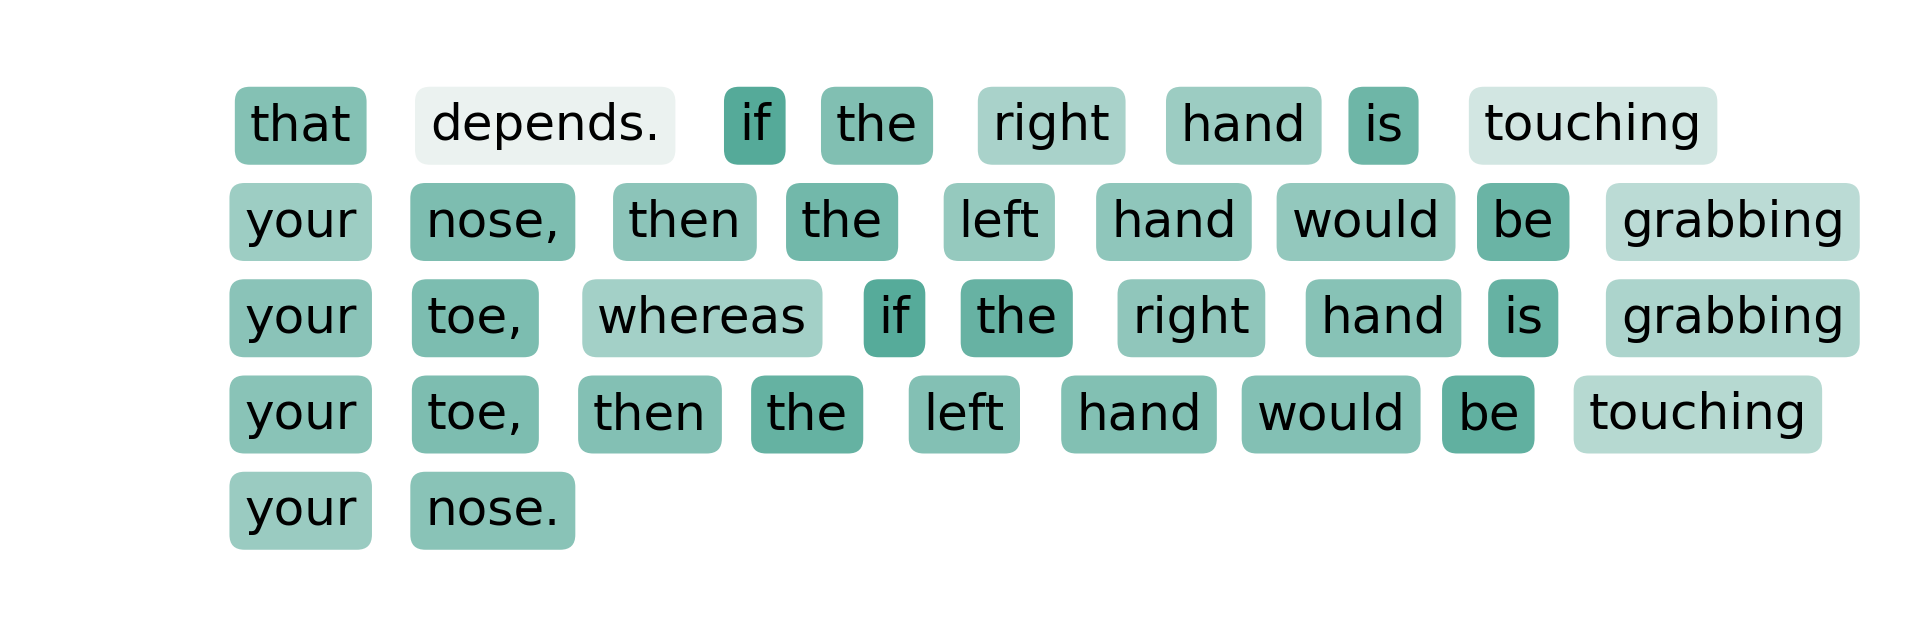 that depends. if the right hand is touching
your nose, then the left hand would be grabbing
your toe, whereas if the right hand is grabbing
your toe, then the left hand would be touching
your nose.